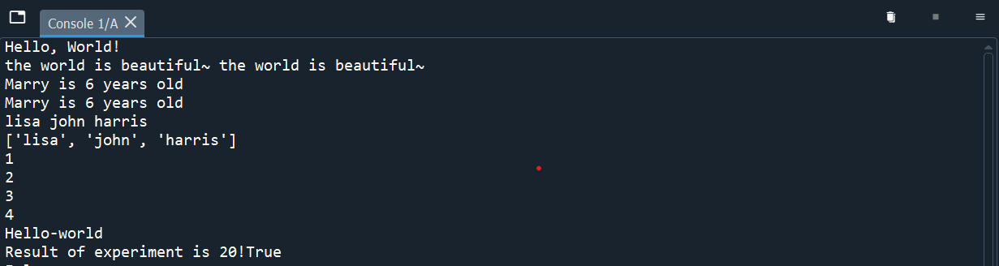 Console 1/A
Hello, World!
the world is beautiful~ the world is beautiful~
Marry is 6 years old
Marry is 6 years old
lisa john harris
['lisa', 'john', 'harris']
1
2
3
4
Hello-world
Result of experiment is 20!True